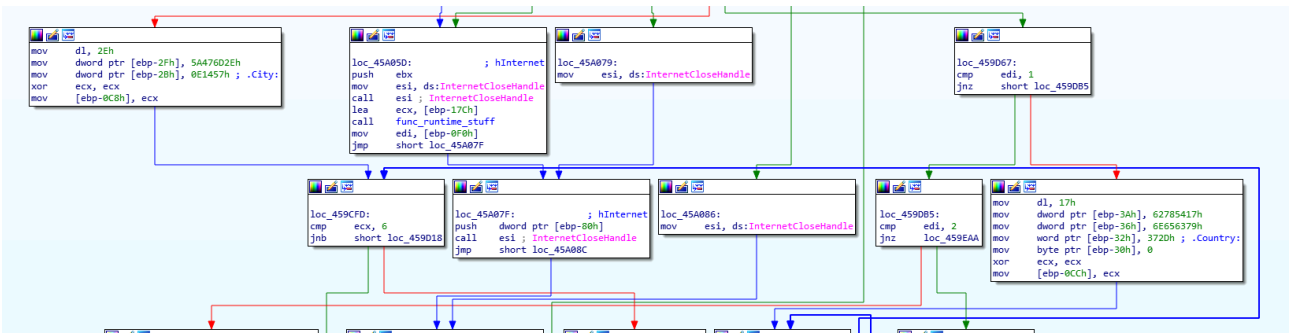 mov dl, 2Eh
mov dword ptr [ebp-2Fh], 5A476D2Eh
mov dword ptr [ebp-2Bh], 0E1457h ; .City:
xor ecx, ecx
mov [ebp-0C8h], ecx
loc_45A05D: ; hInternet
push ebx
mov esi, ds:InternetCloseHandle
call esi ; InternetCloseHandle
lea ecx, [ebp-17Ch]
call func_runtime_stuff
mov edi, [ebp-0F0h]
jmp short loc_45A07F
loc_45A079:
mov esi, ds:InternetCloseHandle
loc_459D67:
cmp edi, 1
jnz short loc_459DB5
loc_459CFD:
cmp ecx, 6
jnb short loc_459D18
loc_45A07F: ; hInternet
push dword ptr [ebp-80h]
call esi ; InternetCloseHandle
jmp short loc_45A08C
loc_45A086:
mov esi, ds:InternetCloseHandle
loc_459DB5:
cmp edi, 2
jnz loc_459EAA
mov dl, 17h
mov dword ptr [ebp-3Ah], 62785417h
mov dword ptr [ebp-36h], 6E656379h
mov word ptr [ebp-32h], 372Dh ; .Country:
mov byte ptr [ebp-30h], 0
xor ecx, ecx
mov [ebp-0CCh], ecx